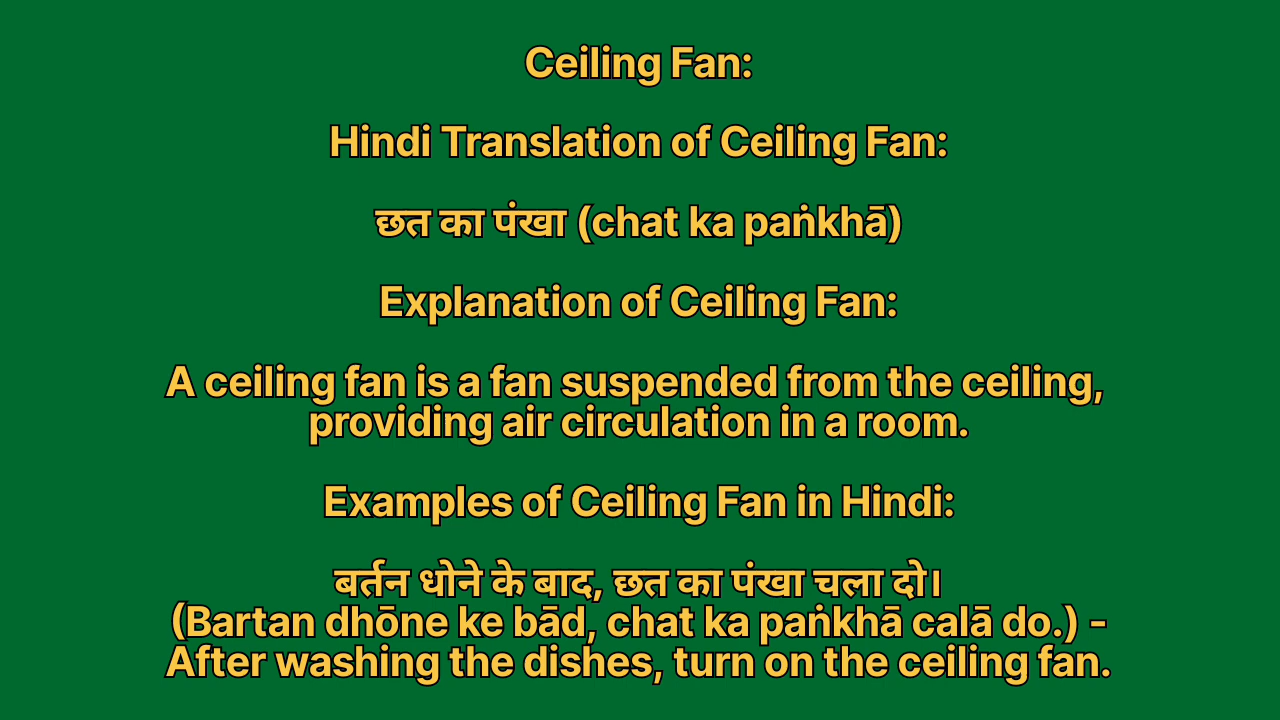 Ceiling Fan:
Hindi Translation of Ceiling Fan:
छत का पंखा (chat ka paṅkhā)
Explanation of Ceiling Fan:
A ceiling fan is a fan suspended from the ceiling,
providing air circulation in a room.
Examples of Ceiling Fan in Hindi:
बर्तन धोने के बाद, छत का पंखा चला दो।
(Bartan dhōne ke bād, chat ka paṅkhā calā do.) -
After washing the dishes, turn on the ceiling fan.